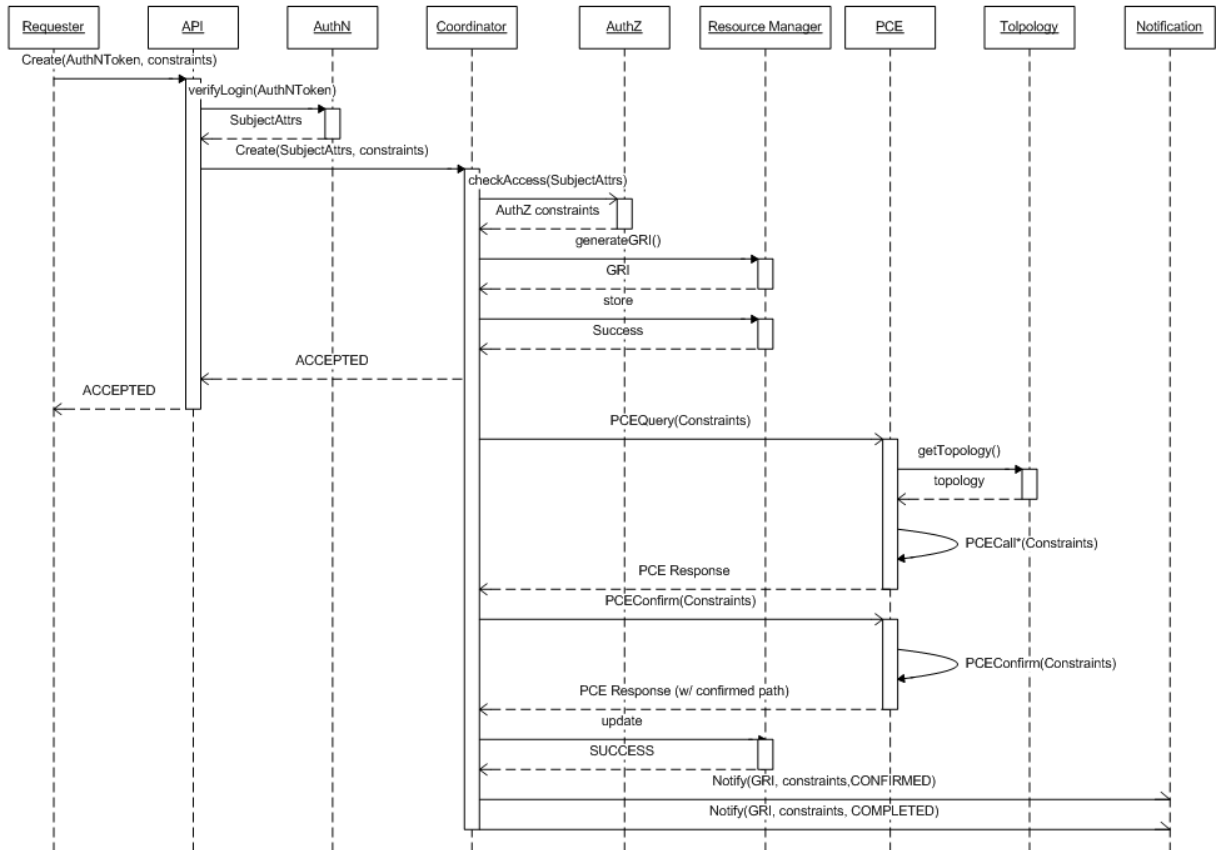 Requester
API
AuthN
Coordinator
AuthZ
Resource Manager
PCE
Tolpology
Notification
Create(AuthNToken, constraints)
verifyLogin(AuthNToken)
SubjectAttrs
Create(SubjectAttrs, constraints)
checkAccess(SubjectAttrs)
AuthZ constraints
generateGRI()
GRI
store
Success
ACCEPTED
ACCEPTED
PCEQuery(Constraints)
getTopology()
topology
PCECall*(Constraints)
PCE Response
PCEConfirm(Constraints)
PCEConfirm(Constraints)
PCE Response (w/ confirmed path)
update
SUCCESS
Notify(GRI, constraints,CONFIRMED)
Notify(GRI, constraints, COMPLETED)